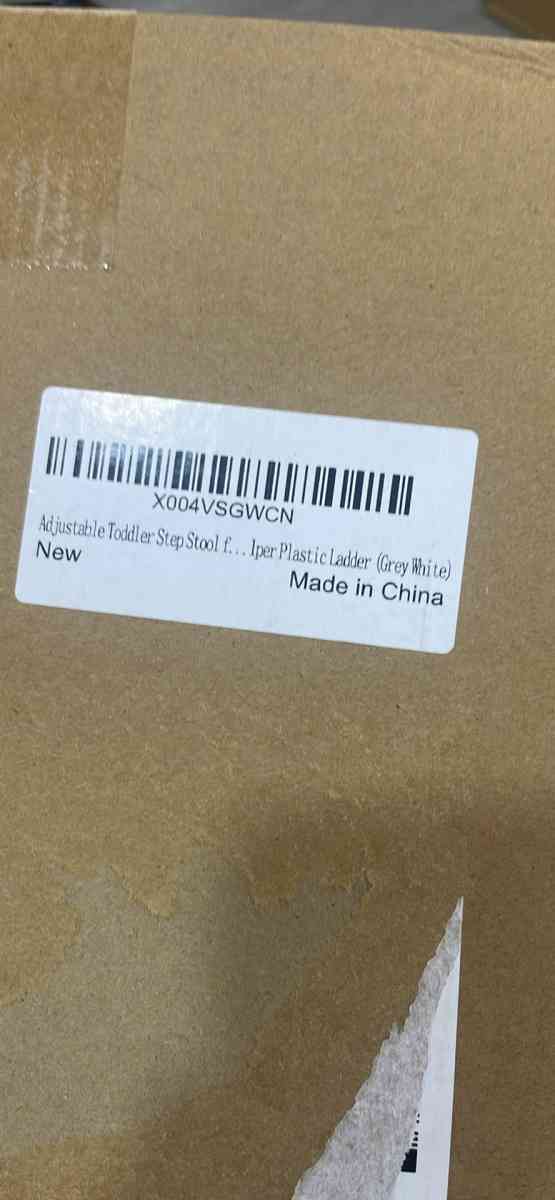 X004VSGWCN
Adjustable Toddler Step Stool f... lper Plastic Ladder (Grey White)
New
Made in China